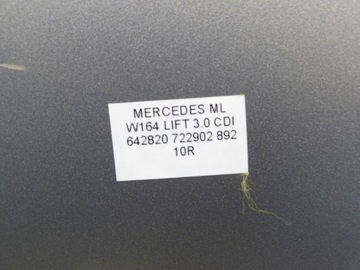 MERCEDES ML
W164 LIFT 3.0 CDI
642820 722902 892
10R